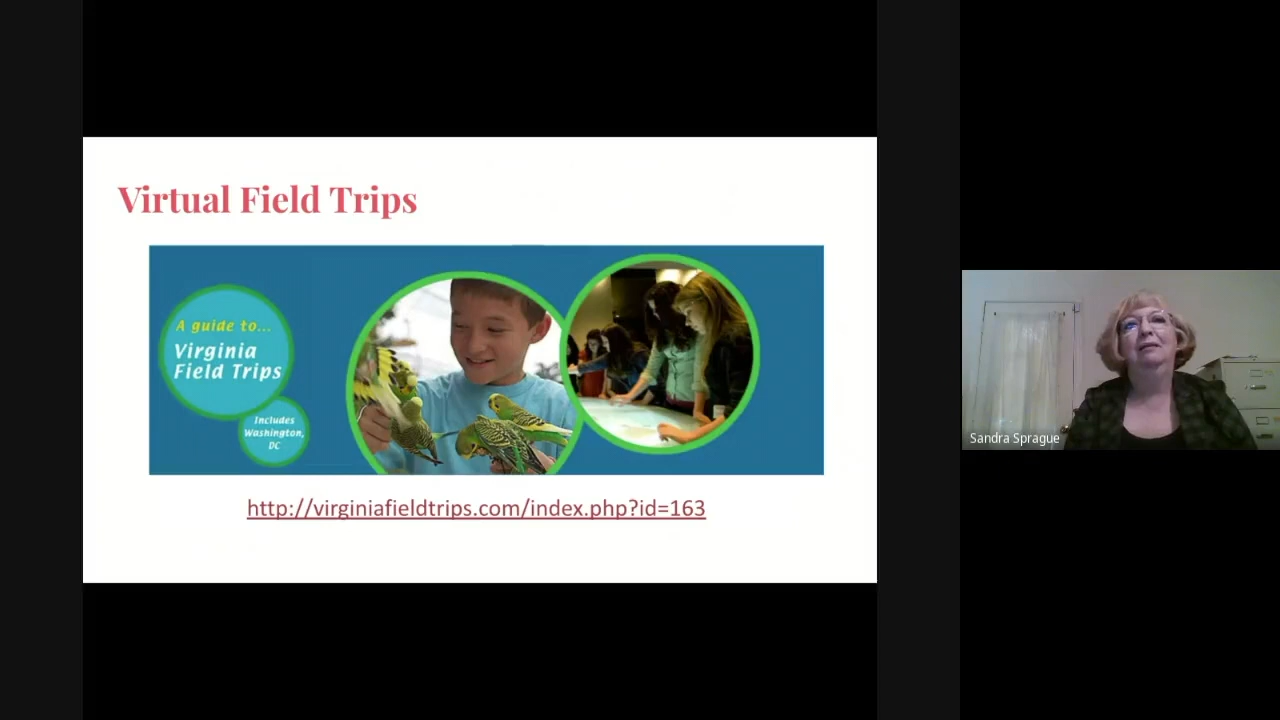 Virtual Field Trips
A guide to...
Virginia
Field Trips
Includes
Washington,
DC
http://virginiafieldtrips.com/index.php?id=163
Sandra Sprague